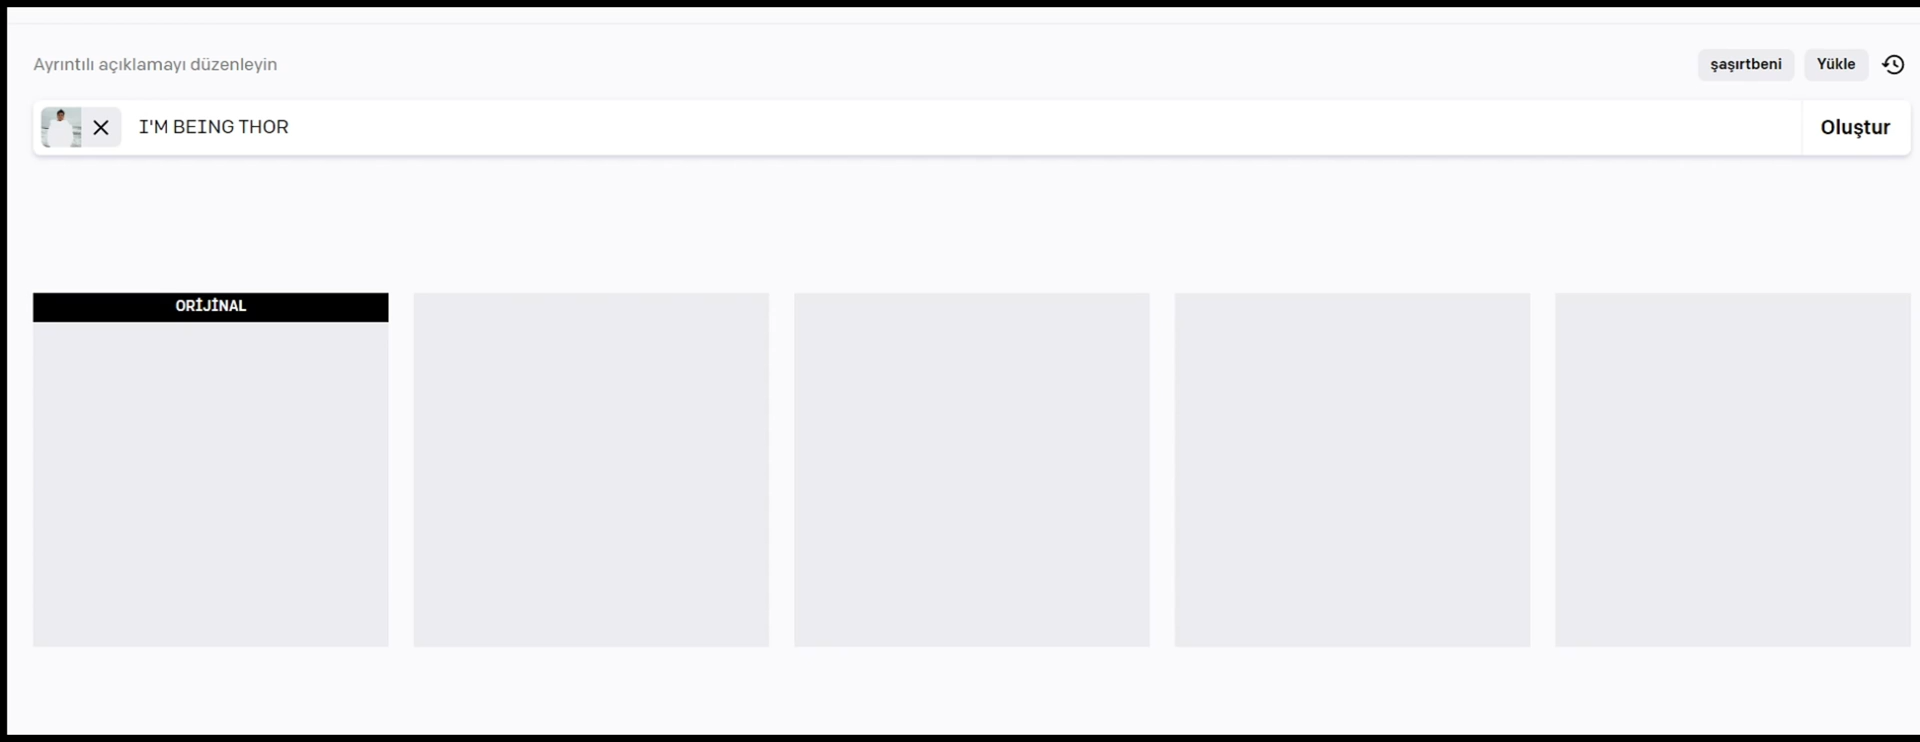 Ayrıntılı açıklamayı düzenleyin
şaşırtbeni
Yükle
I'M BEING THOR
Oluştur
ORİJİNAL